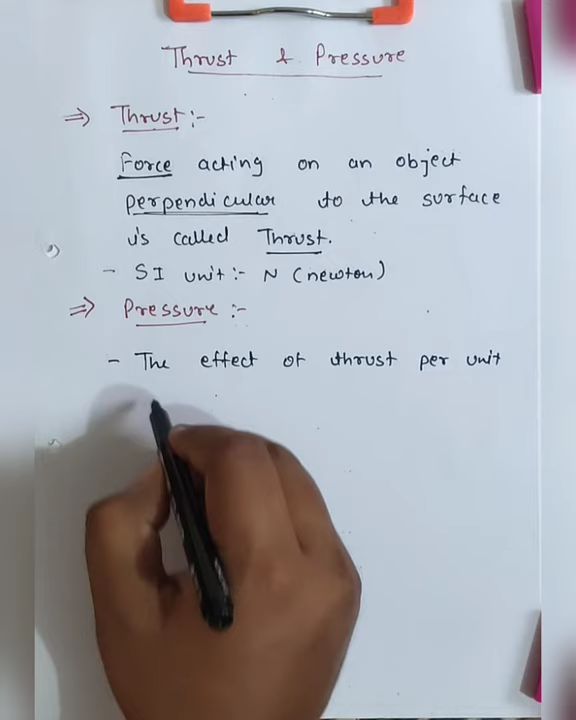 Thrust & Pressure
⇒ Thrust :-
Force acting on an object
perpendicular to the surface
is called Thrust.
- SI unit :- N (newton)
⇒ Pressure :-
- The effect of thrust per unit